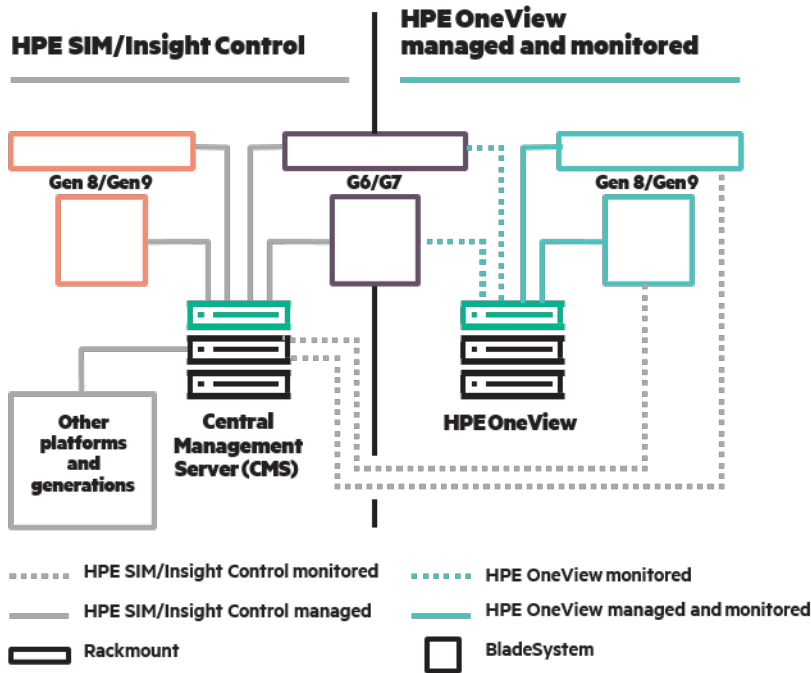 HPE SIM/Insight Control
HPE OneView
managed and monitored
Gen 8/Gen9
G6/G7
Gen 8/Gen9
Other
platforms
and
generations
Central
Management
Server (CMS)
HPE OneView
HPE SIM/Insight Control monitored
HPE OneView monitored
HPE SIM/Insight Control managed
HPE OneView managed and monitored
Rackmount
BladeSystem